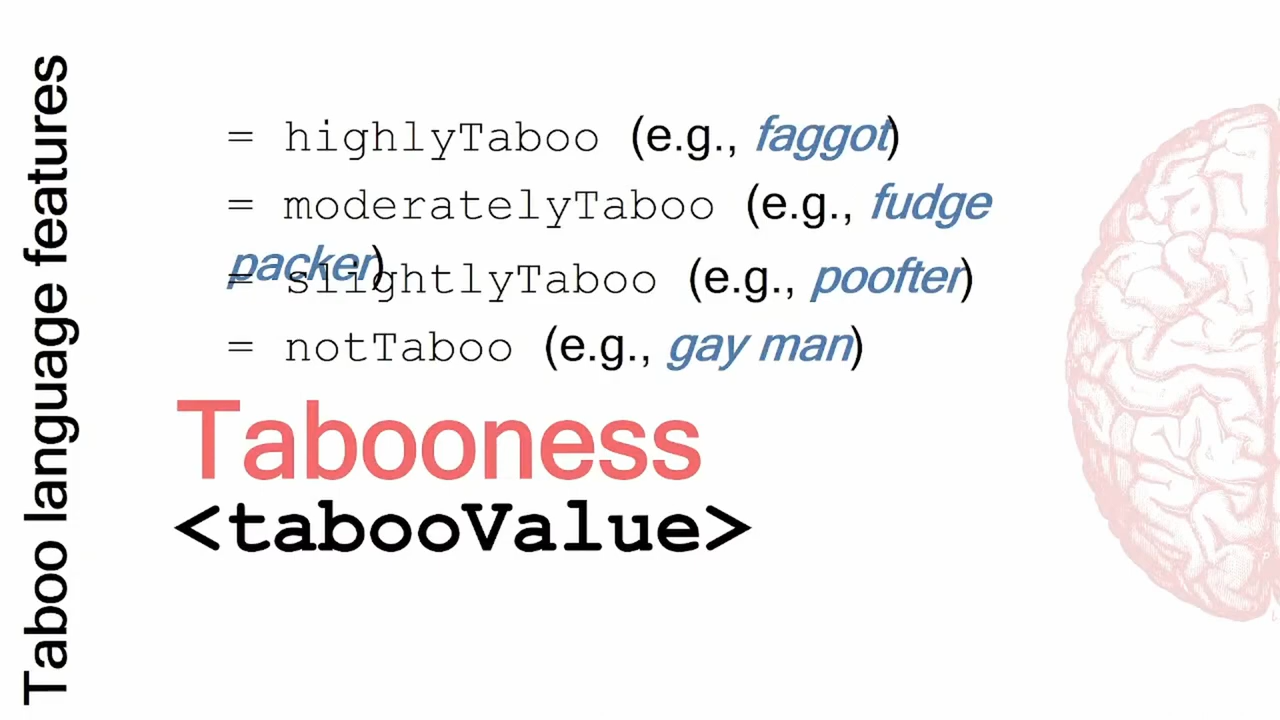 Taboo language features
= highlyTaboo (e.g., faggot)
= moderatelyTaboo (e.g., fudge
packer)
= slightlyTaboo (e.g., poofter)
= notTaboo (e.g., gay man)
Tabooness
<tabooValue>